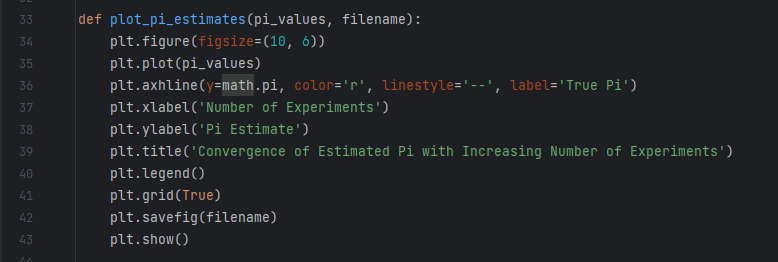 33 def plot_pi_estimates(pi_values, filename):
34     plt.figure(figsize=(10, 6))
35     plt.plot(pi_values)
36     plt.axhline(y=math.pi, color='r', linestyle='--', label='True Pi')
37     plt.xlabel('Number of Experiments')
38     plt.ylabel('Pi Estimate')
39     plt.title('Convergence of Estimated Pi with Increasing Number of Experiments')
40     plt.legend()
41     plt.grid(True)
42     plt.savefig(filename)
43     plt.show()